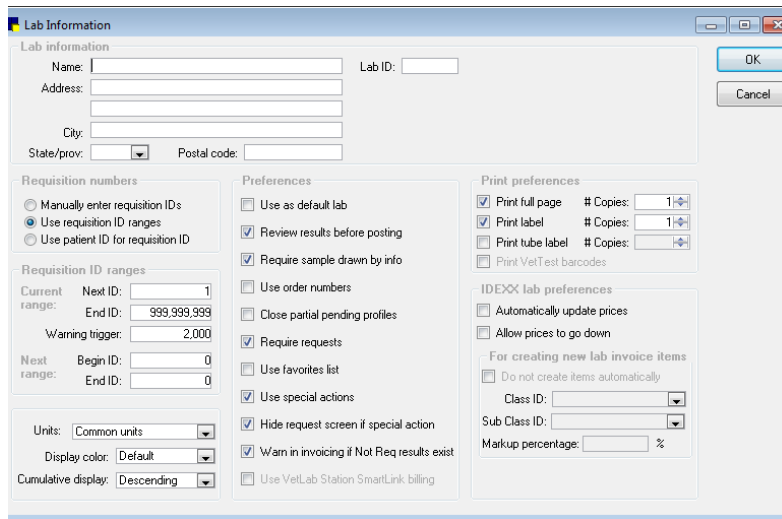 Lab Information
Lab information
Name: Lab ID:
OK
Address:
Cancel
City:
State/prov: Postal code:
Requisition numbers
Manually enter requisition IDs
Use requisition ID ranges
Use patient ID for requisition ID
Requisition ID ranges
Current range:
Next ID: 1
End ID: 999,999,999
Warning trigger: 2,000
Next range:
Begin ID: 0
End ID: 0
Units: Common units
Display color: Default
Cumulative display: Descending
Preferences
Use as default lab
Review results before posting
Require sample drawn by info
Use order numbers
Close partial pending profiles
Require requests
Use favorites list
Use special actions
Hide request screen if special action
Warn in invoicing if Not Req results exist
Use VetLab Station SmartLink billing
Print preferences
Print full page # Copies: 1
Print label # Copies: 1
Print tube label # Copies:
Print VetTest barcodes
IDEXX lab preferences
Automatically update prices
Allow prices to go down
For creating new lab invoice items
Do not create items automatically
Class ID:
Sub Class ID:
Markup percentage: %